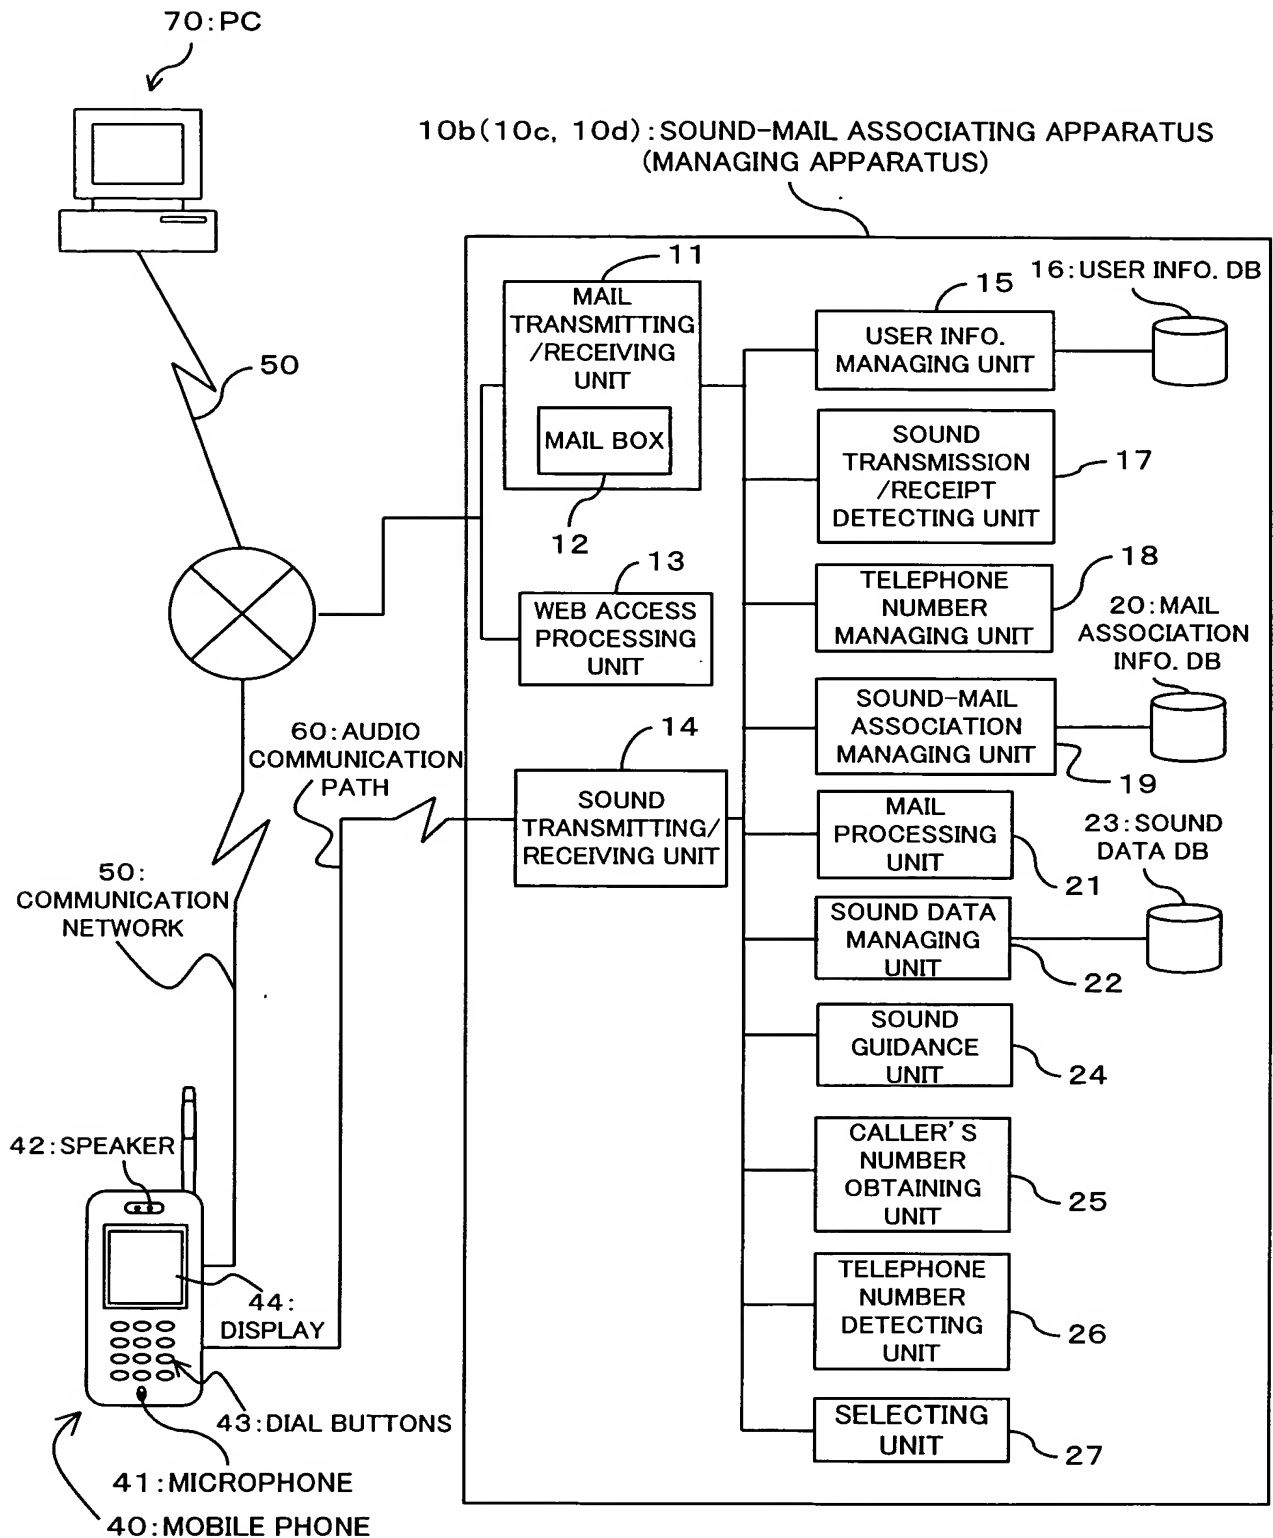 70:PC
10b(10c, 10d):SOUND-MAIL ASSOCIATING APPARATUS
(MANAGING APPARATUS)
50
11
MAIL
TRANSMITTING
/RECEIVING
UNIT
MAIL BOX
12
13
WEB ACCESS
PROCESSING
UNIT
14
SOUND
TRANSMITTING/
RECEIVING UNIT
15
USER INFO.
MANAGING UNIT
16:USER INFO. DB
SOUND
TRANSMISSION
/RECEIPT
DETECTING UNIT
17
TELEPHONE
NUMBER
MANAGING UNIT
18
20:MAIL
ASSOCIATION
INFO. DB
SOUND-MAIL
ASSOCIATION
MANAGING UNIT
19
MAIL
PROCESSING
UNIT
21
23:SOUND
DATA DB
SOUND DATA
MANAGING
UNIT
22
SOUND
GUIDANCE
UNIT
24
CALLER'S
NUMBER
OBTAINING
UNIT
25
TELEPHONE
NUMBER
DETECTING
UNIT
26
SELECTING
UNIT
27
60:AUDIO
COMMUNICATION
PATH
50:
COMMUNICATION
NETWORK
42:SPEAKER
44:
DISPLAY
43:DIAL BUTTONS
41:MICROPHONE
40:MOBILE PHONE